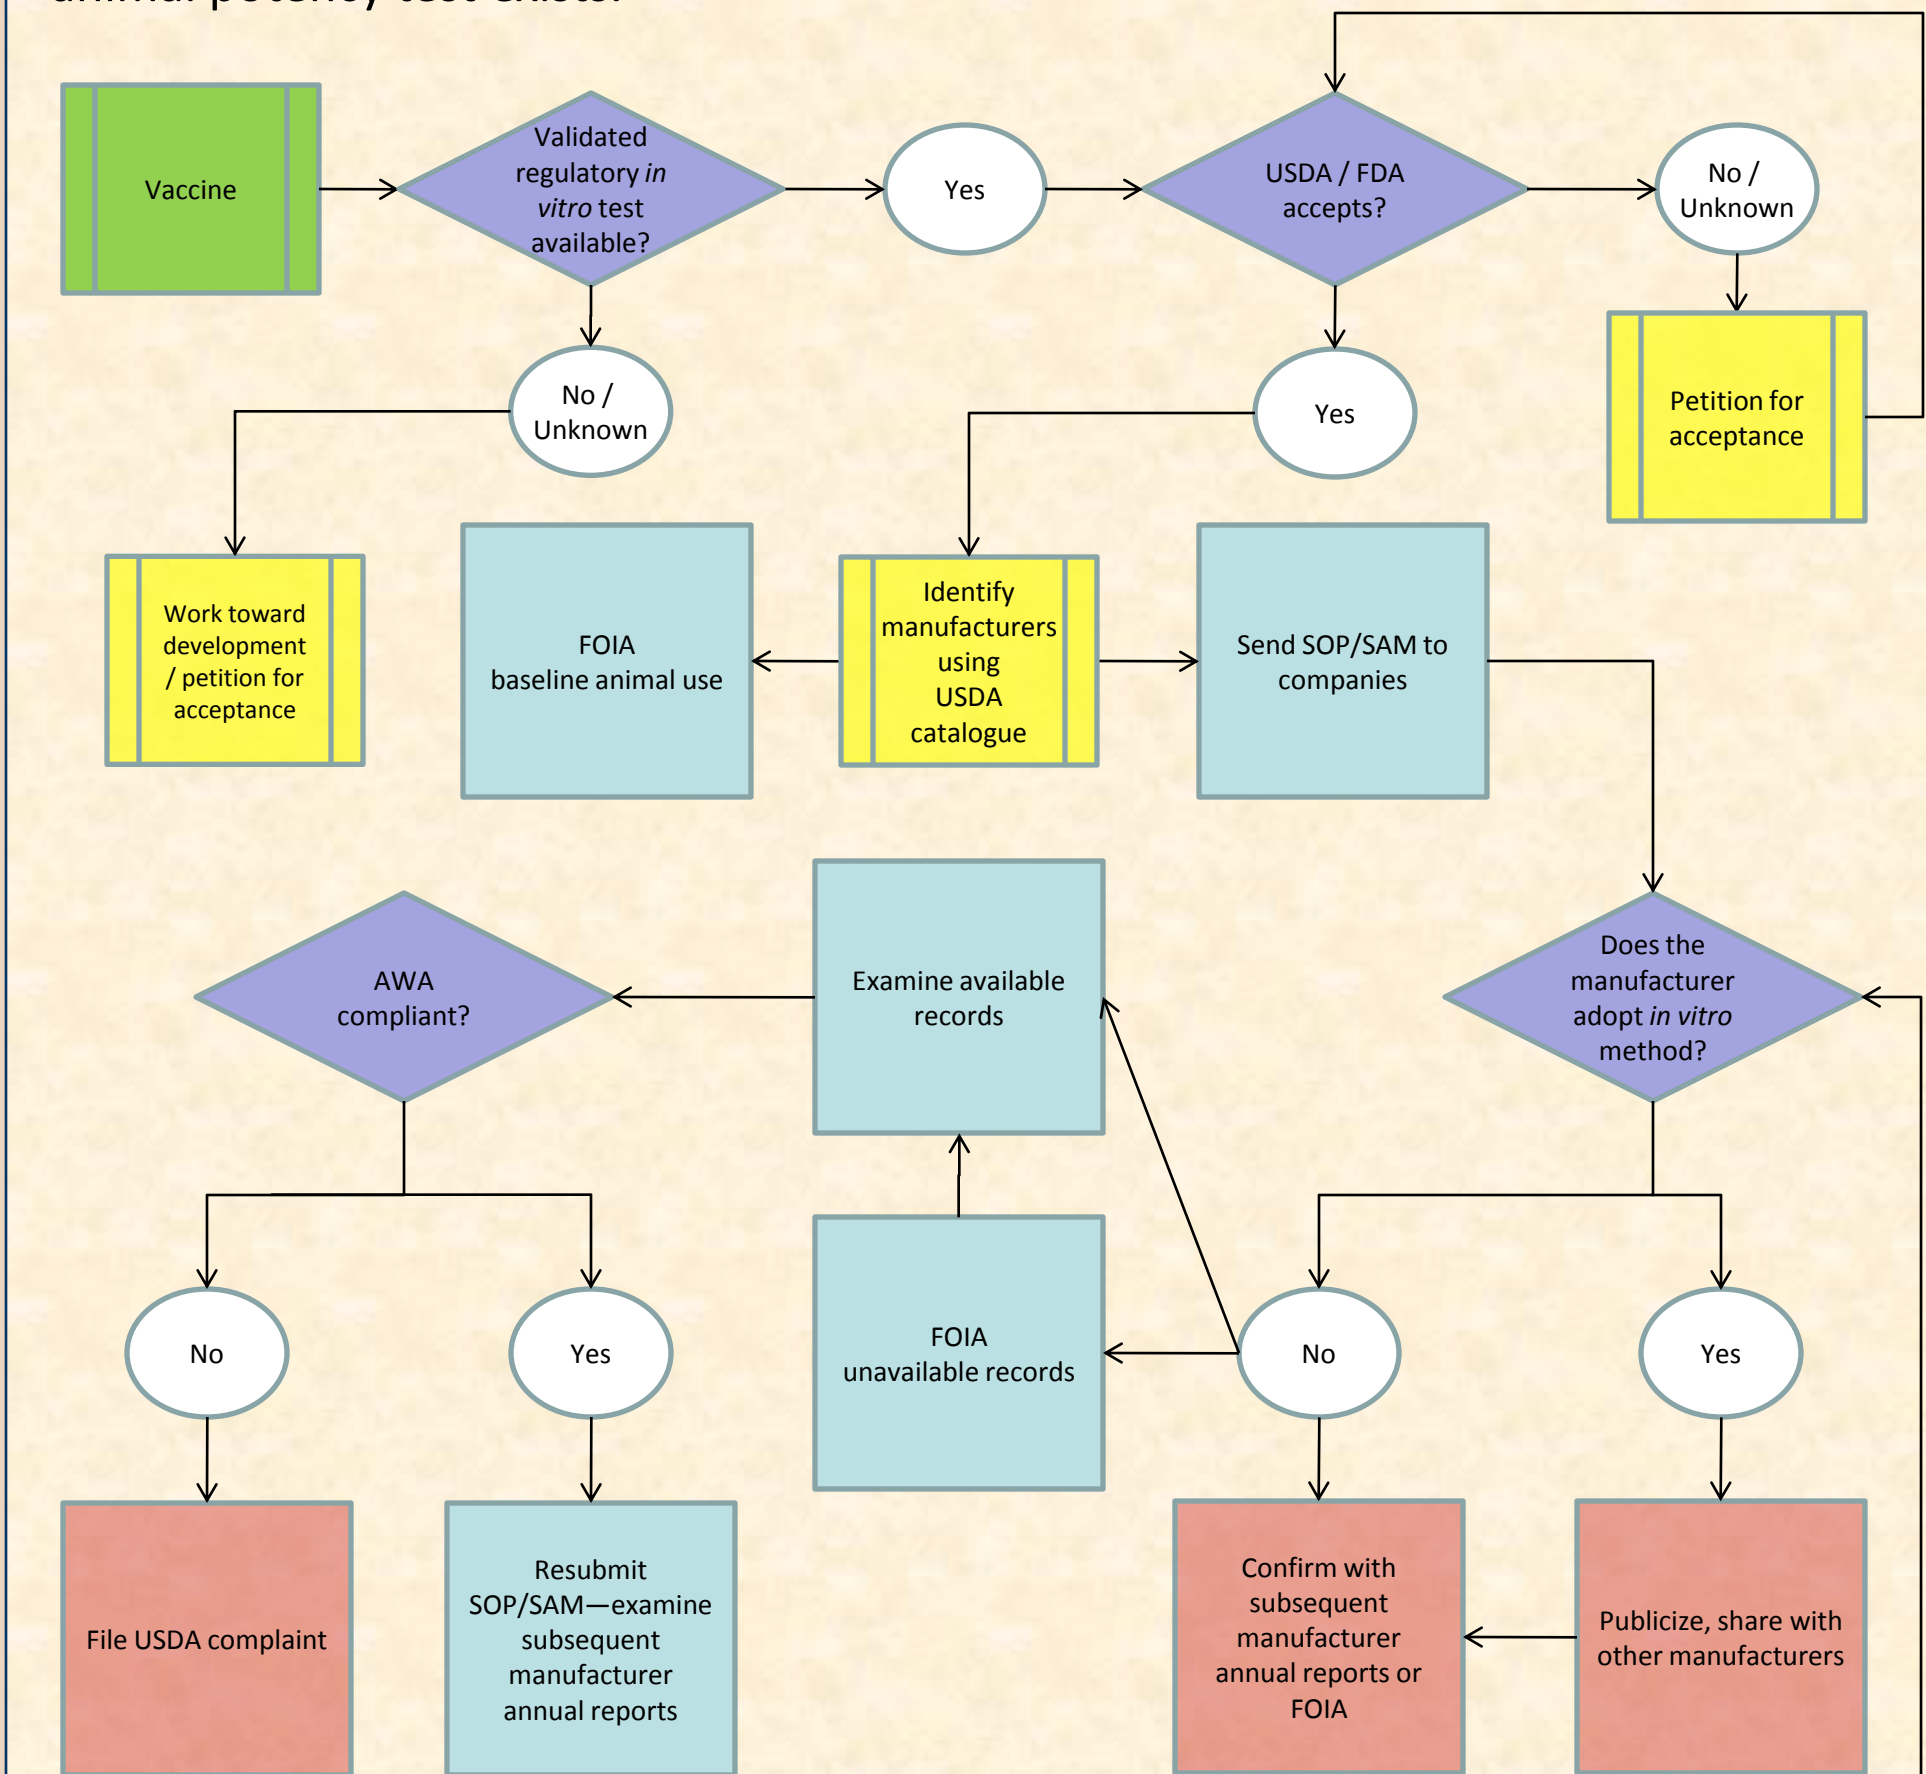 animal potency test exists.
Vaccine
Validated
regulatory in
vitro test
available?
Yes
USDA / FDA
accepts?
No /
Unknown
No /
Unknown
Yes
Petition for
acceptance
Work toward
development
/ petition for
acceptance
FOIA
baseline animal use
Identify
manufacturers
using
USDA
catalogue
Send SOP/SAM to
companies
AWA
compliant?
Examine available
records
Does the
manufacturer
adopt in vitro
method?
No
Yes
FOIA
unavailable records
No
Yes
File USDA complaint
Resubmit
SOP/SAM—examine
subsequent
manufacturer
annual reports
Confirm with
subsequent
manufacturer
annual reports or
FOIA
Publicize, share with
other manufacturers